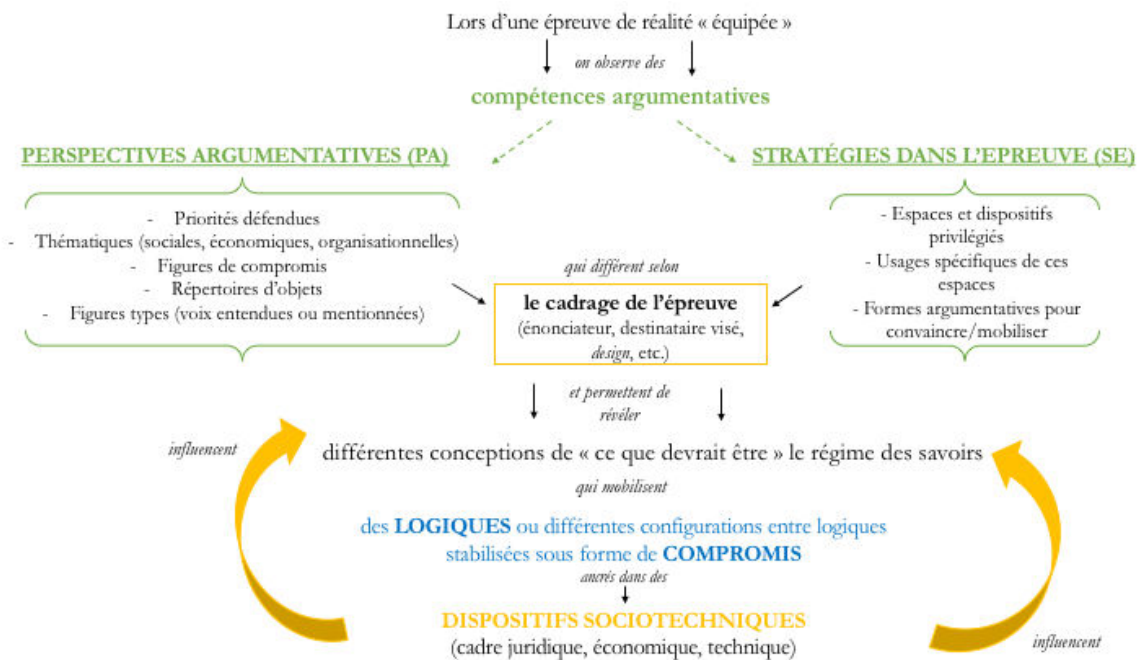 Lors d'une épreuve de réalité « équipée »
on observe des
compétences argumentatives
PERSPECTIVES ARGUMENTATIVES (PA)
- Priorités défendues
- Thématiques (sociales, économiques, organisationnelles)
- Figures de compromis
- Répertoires d'objets
- Figures types (voix entendues ou mentionnées)
STRATÉGIES DANS L'EPREUVE (SE)
- Espaces et dispositifs
privilégiés
- Usages spécifiques de ces
espaces
- Formes argumentatives pour
convaincre/mobiliser
qui différent selon
le cadrage de l'épreuve
(énonciateur, destinataire visé,
design, etc.)
et permettent de
révéler
influencent
différentes conceptions de « ce que devrait être » le régime des savoirs
qui mobilisent
des LOGIQUES ou différentes configurations entre logiques
stabilisées sous forme de COMPROMIS
ancrés dans des
DISPOSITIFS SOCIOTECHNIQUES
(cadre juridique, économique, technique)
influencent